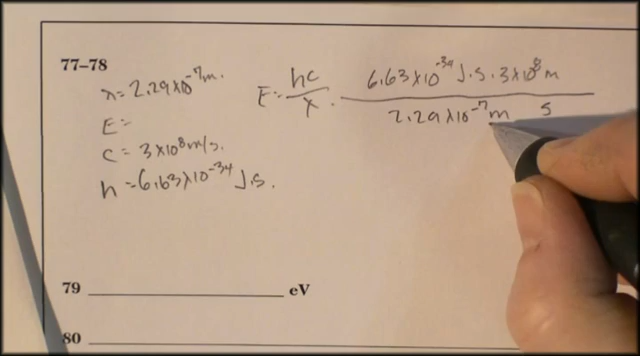 77–78
λ = 2.29 x 10⁻⁷ m.
E =
c = 3 x 10⁸ m/s.
h = 6.63 x 10⁻³⁴ J.s.
E = hc / λ . 6.63 x 10⁻³⁴ J.s . 3 x 10⁸ m
2.29 x 10⁻⁷ m s
79 eV
80